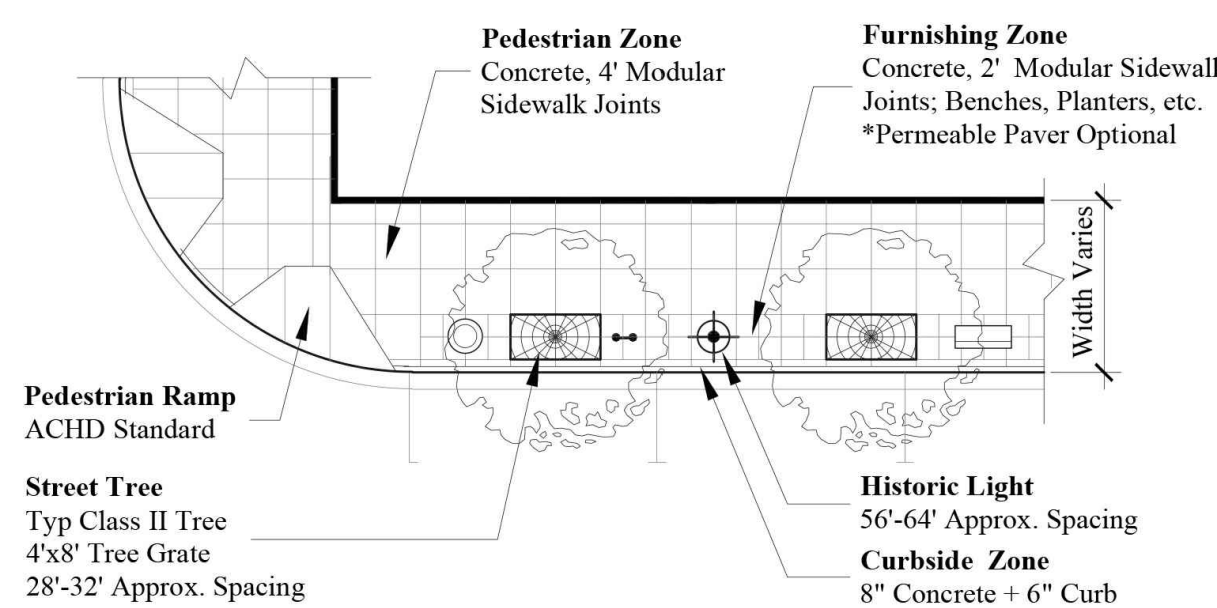 Pedestrian Zone
Concrete, 4' Modular
Sidewalk Joints
Furnishing Zone
Concrete, 2' Modular Sidewalk
Joints; Benches, Planters, etc.
*Permeable Paver Optional
Width Varies
Pedestrian Ramp
ACHD Standard
Street Tree
Typ Class II Tree
4'x8' Tree Grate
28'-32' Approx. Spacing
Historic Light
56'-64' Approx. Spacing
Curbside Zone
8" Concrete + 6" Curb